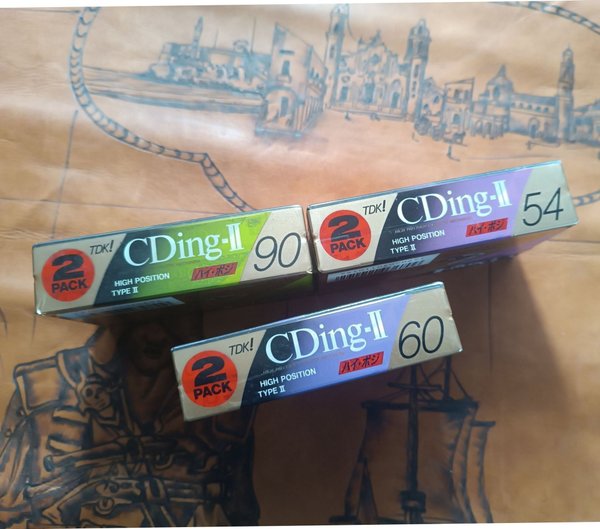 2
PACK
TDK!
CDing-II
HIGH POSITION
TYPE II
ハイ・ポジ
90
2
PACK
TDK!
CDing-II
HIGH POSITION
TYPE II
ハイ・ポジ
54
2
PACK
TDK!
CDing-II
HIGH POSITION
TYPE II
ハイ・ポジ
60